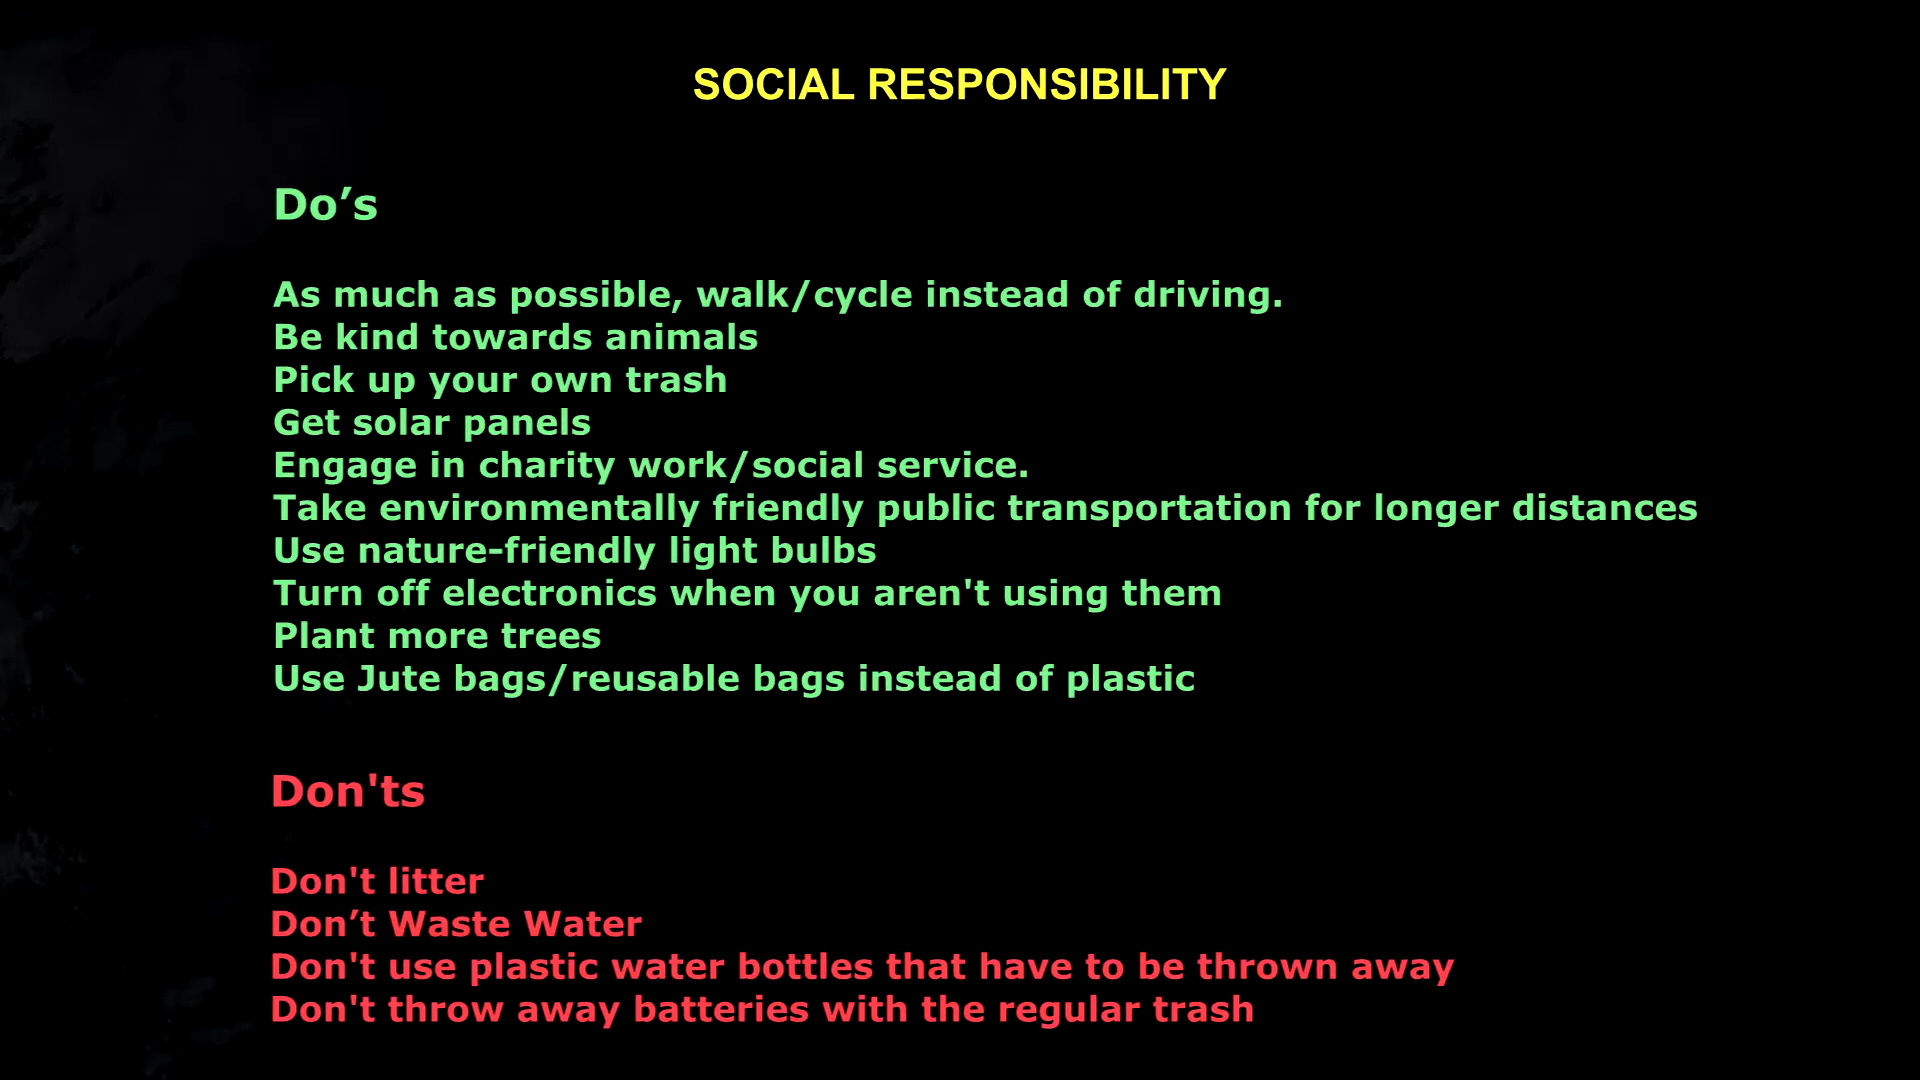 SOCIAL RESPONSIBILITY
Do’s
As much as possible, walk/cycle instead of driving.
Be kind towards animals
Pick up your own trash
Get solar panels
Engage in charity work/social service.
Take environmentally friendly public transportation for longer distances
Use nature-friendly light bulbs
Turn off electronics when you aren't using them
Plant more trees
Use Jute bags/reusable bags instead of plastic
Don'ts
Don't litter
Don’t Waste Water
Don't use plastic water bottles that have to be thrown away
Don't throw away batteries with the regular trash